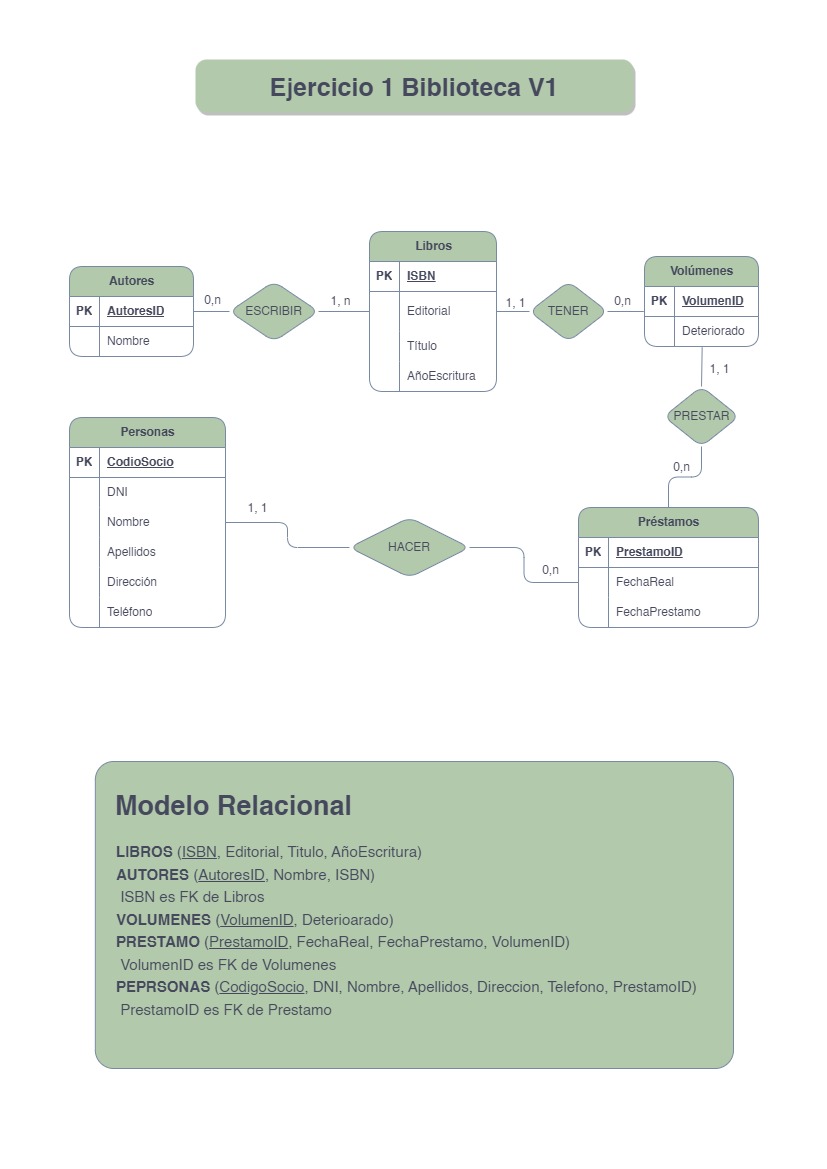 Ejercicio 1 Biblioteca V1
Libros
PK ISBN
Editorial
Título
AñoEscritura
Autores
PK AutoresID
Nombre
0,n
ESCRIBIR
1, n
1, 1
TENER
0,n
Volúmenes
PK VolumenID
Deteriorado
1, 1
PRESTAR
0,n
Personas
PK CodioSocio
DNI
Nombre
Apellidos
Dirección
Teléfono
1, 1
HACER
0,n
Préstamos
PK PrestamoID
FechaReal
FechaPrestamo
Modelo Relacional
LIBROS (ISBN, Editorial, Titulo, AñoEscritura)
AUTORES (AutoresID, Nombre, ISBN)
ISBN es FK de Libros
VOLUMENES (VolumenID, Deterioarado)
PRESTAMO (PrestamoID, FechaReal, FechaPrestamo, VolumenID)
VolumenID es FK de Volumenes
PEPRSONAS (CodigoSocio, DNI, Nombre, Apellidos, Direccion, Telefono, PrestamoID)
PrestamoID es FK de Prestamo